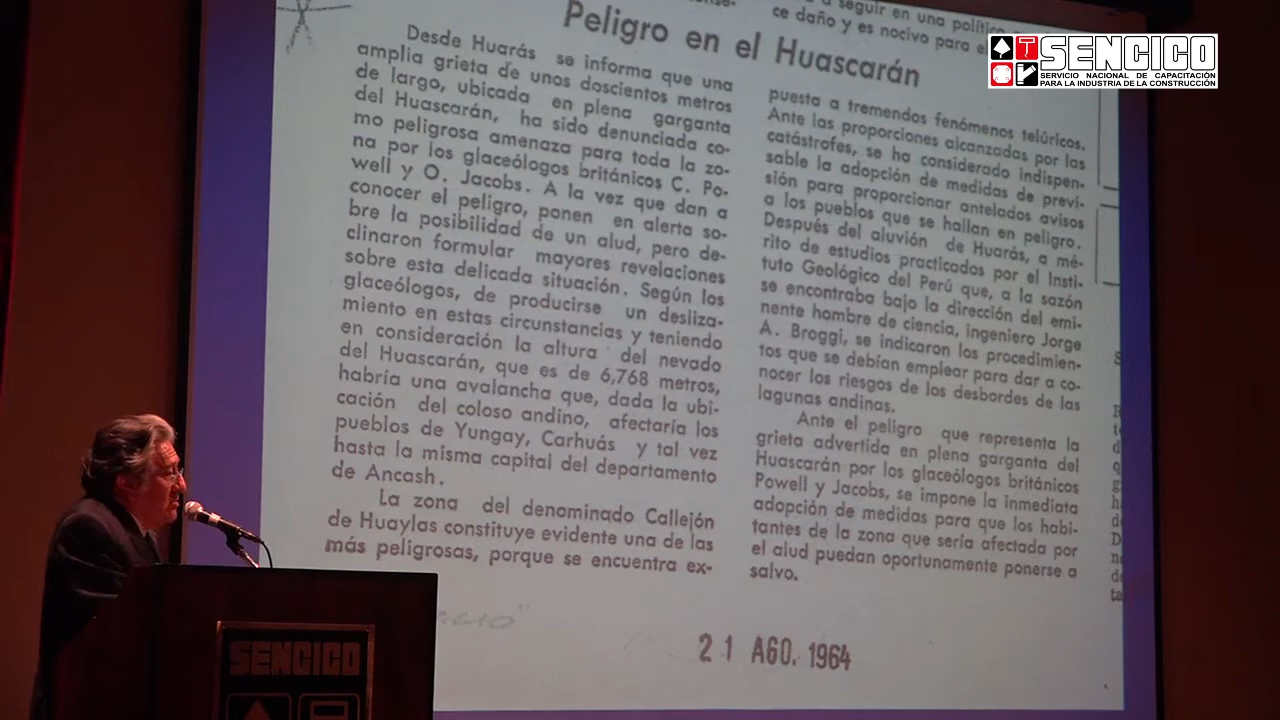 a seguir en una política
ce daño y es nocivo para el
Peligro en el Huascarán
Desde Huarás se informa que una
amplia grieta de unos doscientos metros
de largo, ubicada en plena garganta
del Huascarán, ha sido denunciada co-
mo peligrosa amenaza para toda la zo-
na por los glaceólogos británicos C. Po-
well y O. Jacobs. A la vez que dan a
conocer el peligro, ponen en alerta so-
bre la posibilidad de un alud, pero de-
clinaron formular mayores revelaciones
sobre esta delicada situación. Según los
glaceólogos, de producirse un desliza-
miento en estas circunstancias y teniendo
en consideración la altura del nevado
del Huascarán, que es de 6,768 metros,
habría una avalancha que, dada la ubi-
cación del coloso andino, afectaría los
pueblos de Yungay, Carhuás y tal vez
hasta la misma capital del departamento
de Ancash.
La zona del denominado Callejón
de Huaylas constituye evidente una de las
más peligrosas, porque se encuentra ex-
puesta a tremendos fenómenos telúricos.
Ante las proporciones alcanzadas por las
catástrofes, se ha considerado indispen-
sable la adopción de medidas de previ-
sión para proporcionar antelados avisos
a los pueblos que se hallan en peligro.
Después del aluvión de Huarás, a mé-
rito de estudios practicados por el Insti-
tuto Geológico del Perú que, a la sazón
se encontraba bajo la dirección del emi-
nente hombre de ciencia, ingeniero Jorge
A. Broggi, se indicaron los procedimien-
tos que se debían emplear para dar a co-
nocer los riesgos de los desbordes de las
lagunas andinas.
Ante el peligro que representa la
grieta advertida en plena garganta del
Huascarán por los glaceólogos británicos
Powell y Jacobs, se impone la inmediata
adopción de medidas para que los habi-
tantes de la zona que sería afectada por
el alud puedan oportunamente ponerse a
salvo.
21 AGO. 1964
SENCICO
SERVICIO NACIONAL DE CAPACITACIÓN
PARA LA INDUSTRIA DE LA CONSTRUCCIÓN
SENCICO